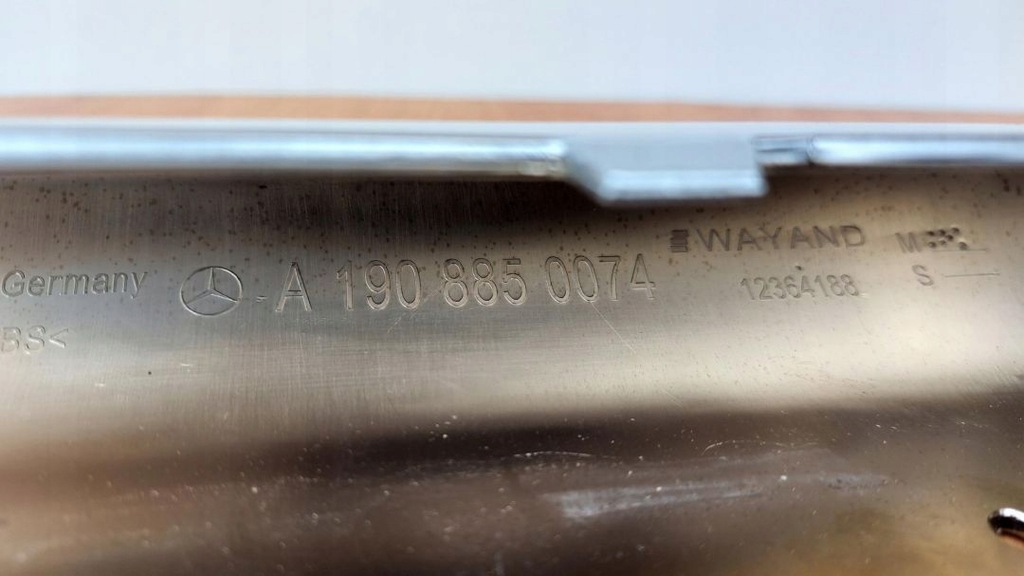 Germany A 190 885 0074
BS<
WAYAND M
12364188 S